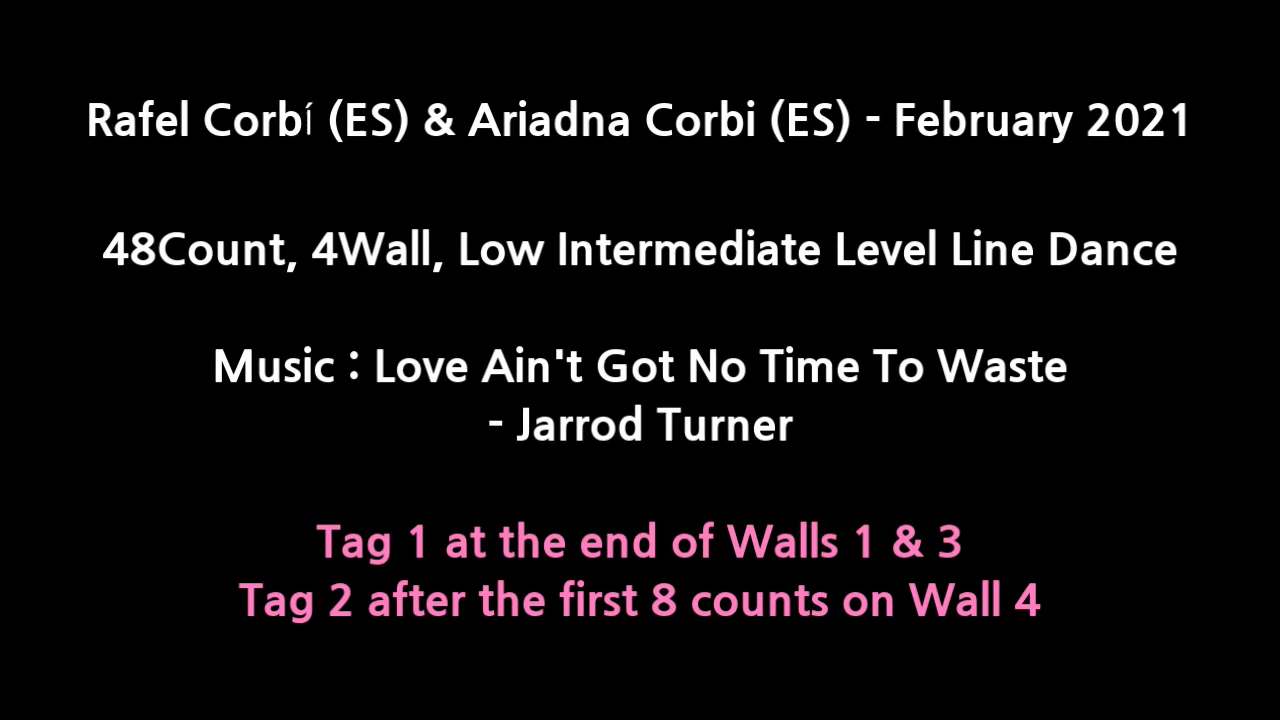 Rafel Corbí (ES) & Ariadna Corbi (ES) - February 2021
48Count, 4Wall, Low Intermediate Level Line Dance
Music : Love Ain't Got No Time To Waste
- Jarrod Turner
Tag 1 at the end of Walls 1 & 3
Tag 2 after the first 8 counts on Wall 4